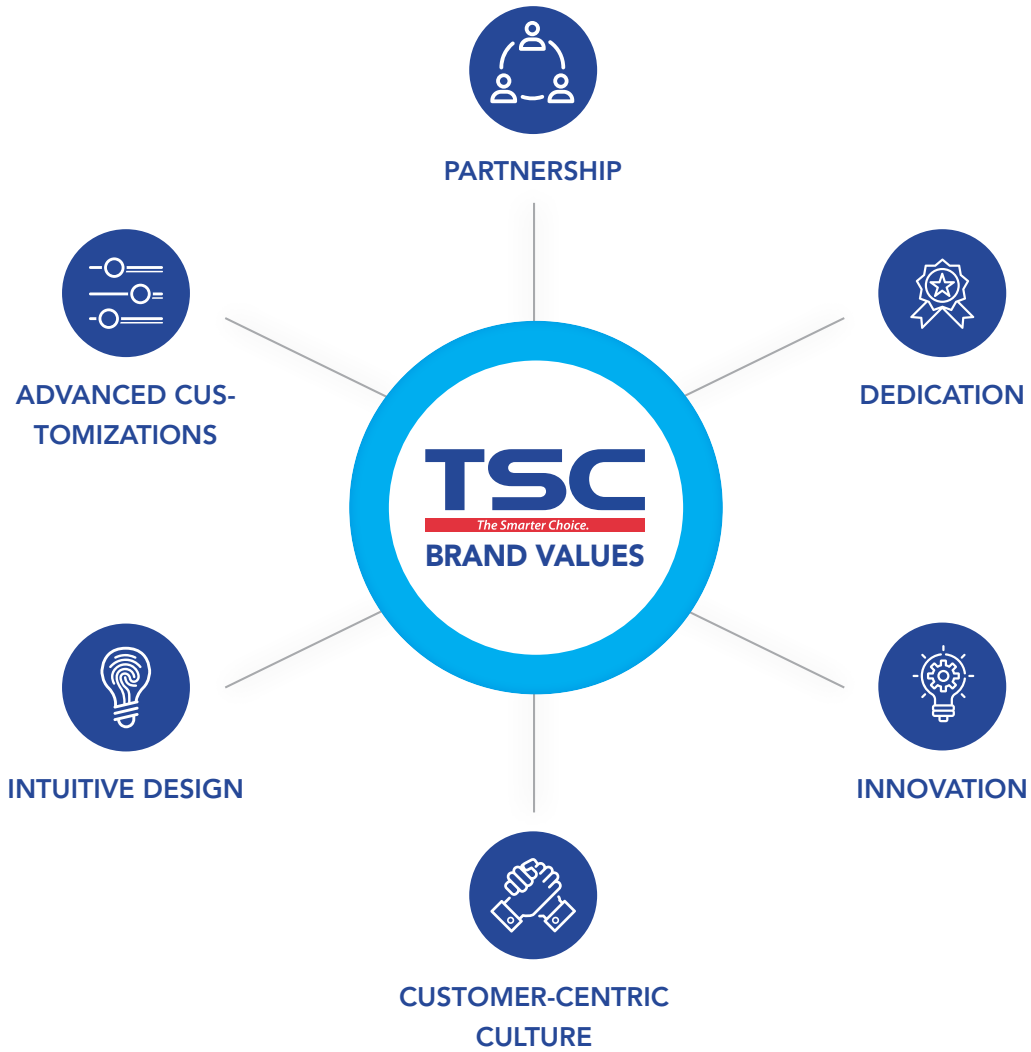 PARTNERSHIP
ADVANCED CUS-
TOMIZATIONS
DEDICATION
TSC
The Smarter Choice.
BRAND VALUES
INTUITIVE DESIGN
INNOVATION
CUSTOMER-CENTRIC
CULTURE